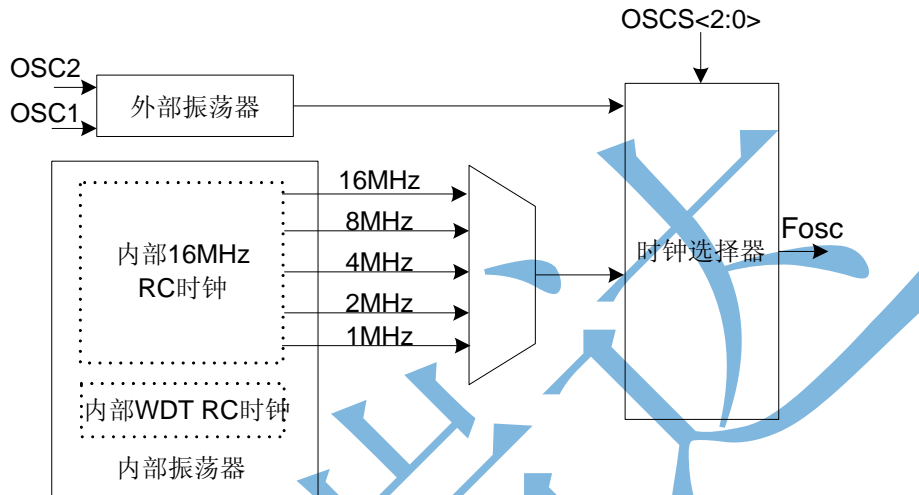 OSCS<2:0>
OSC2
OSC1
外部振荡器
16MHz
8MHz
4MHz
2MHz
1MHz
内部16MHz
RC时钟
时钟选择器
Fosc
内部WDT RC时钟
内部振荡器